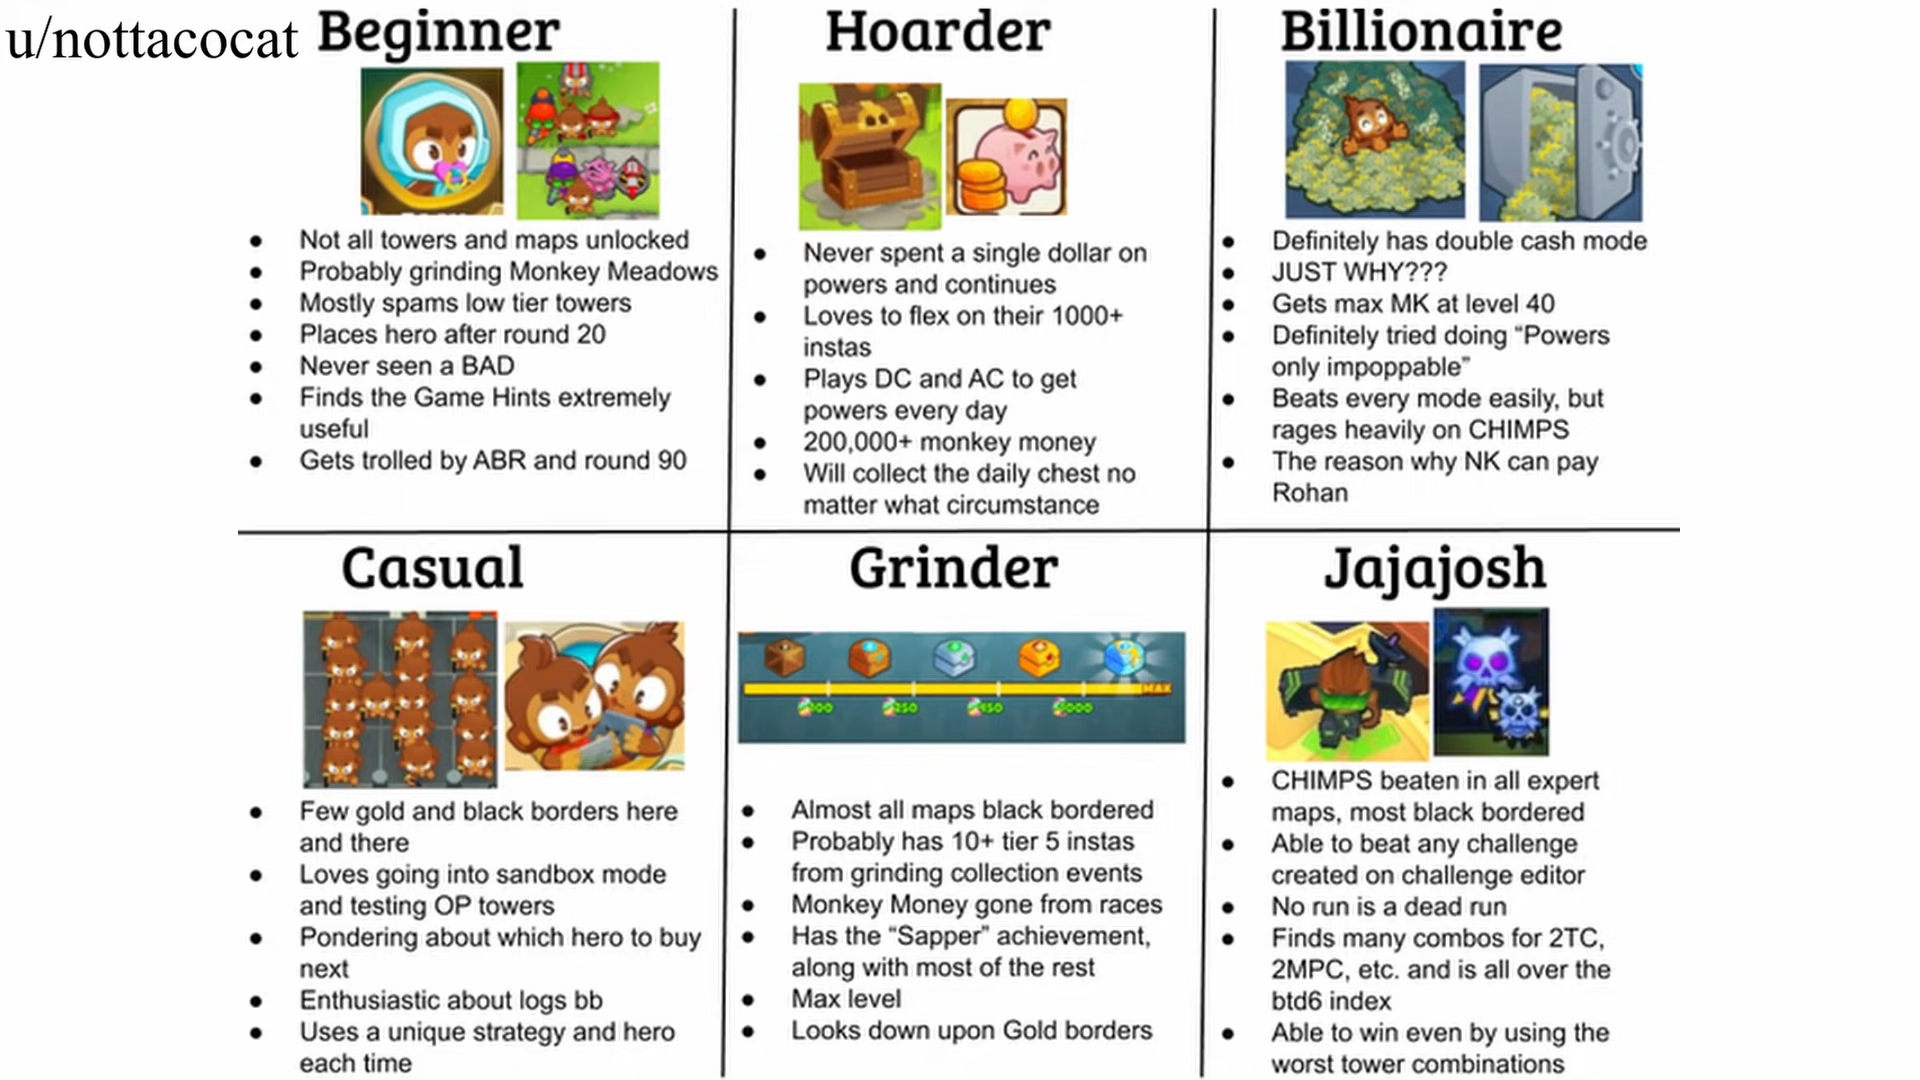 u/nottacocat
Beginner
• Not all towers and maps unlocked
• Probably grinding Monkey Meadows
• Mostly spams low tier towers
• Places hero after round 20
• Never seen a BAD
• Finds the Game Hints extremely
useful
• Gets trolled by ABR and round 90
Hoarder
• Never spent a single dollar on
powers and continues
• Loves to flex on their 1000+
instas
• Plays DC and AC to get
powers every day
• 200,000+ monkey money
• Will collect the daily chest no
matter what circumstance
Billionaire
• Definitely has double cash mode
• JUST WHY???
• Gets max MK at level 40
• Definitely tried doing “Powers
only impoppable”
• Beats every mode easily, but
rages heavily on CHIMPS
• The reason why NK can pay
Rohan
Casual
• Few gold and black borders here
and there
• Loves going into sandbox mode
and testing OP towers
• Pondering about which hero to buy
next
• Enthusiastic about logs bb
• Uses a unique strategy and hero
each time
Grinder
MAX
• Almost all maps black bordered
• Probably has 10+ tier 5 instas
from grinding collection events
• Monkey Money gone from races
• Has the “Sapper” achievement,
along with most of the rest
• Max level
• Looks down upon Gold borders
Jajajosh
• CHIMPS beaten in all expert
maps, most black bordered
• Able to beat any challenge
created on challenge editor
• No run is a dead run
• Finds many combos for 2TC,
2MPC, etc. and is all over the
btd6 index
• Able to win even by using the
worst tower combinations